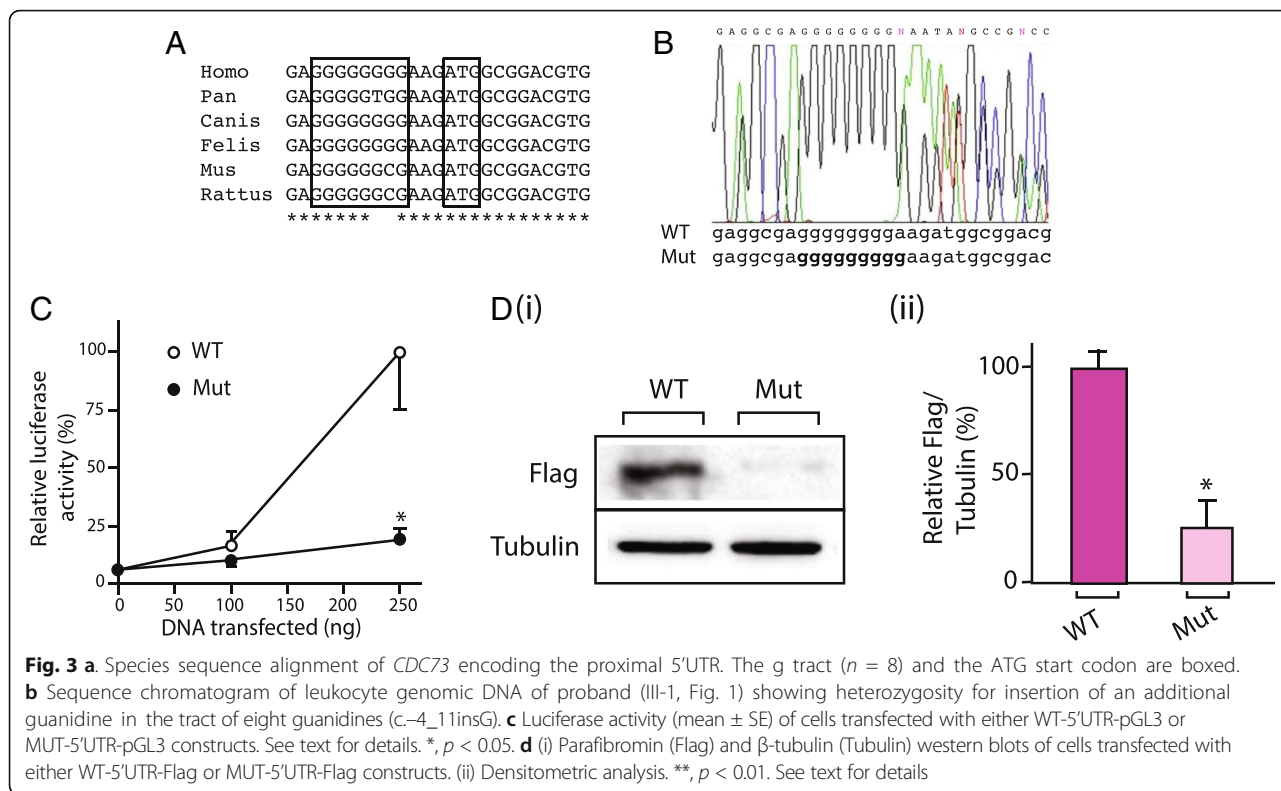 A
Homo GAGGGGGGGGAAGATGGCGGACGTG
Pan GAGGGGGTGGAAGATGGCGGACGTG
Canis GAGGGGGGGGAAGATGGCGGACGTG
Felis GAGGGGGGGGAAGATGGCGGACGTG
Mus GAGGGGGGCGAAGATGGCGGACGTG
Rattus GAGGGGGGCGAAGATGGCGGACGTG
******* ****************
B
G A G G C G A G G G G G G G G N A A T A N G C C G N C C
WT gaggcgaggggggggaagatggcggacg
Mut gaggcgagggggggggaagatggcggac
C
Relative luciferase activity (%)
100
75
50
25
0
WT
Mut
*
0 50 100 150 200 250
DNA transfected (ng)
D (i)
WT Mut
Flag
Tubulin
(ii)
Relative Flag/
Tubulin (%)
100
50
0
*
WT Mut
Fig. 3 a. Species sequence alignment of CDC73 encoding the proximal 5′UTR. The g tract (n = 8) and the ATG start codon are boxed.
b Sequence chromatogram of leukocyte genomic DNA of proband (III-1, Fig. 1) showing heterozygosity for insertion of an additional
guanidine in the tract of eight guanidines (c.–4_11insG). c Luciferase activity (mean ± SE) of cells transfected with either WT-5′UTR-pGL3 or
MUT-5′UTR-pGL3 constructs. See text for details. *, p < 0.05. d (i) Parafibromin (Flag) and β-tubulin (Tubulin) western blots of cells transfected with
either WT-5′UTR-Flag or MUT-5′UTR-Flag constructs. (ii) Densitometric analysis. **, p < 0.01. See text for details